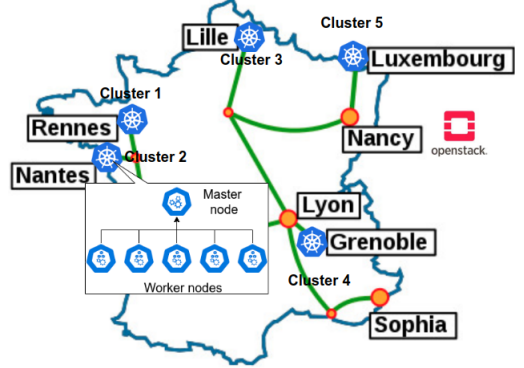 Cluster 5
Lille
Cluster 3
Luxembourg
Cluster 1
Rennes
Nancy
openstack.
Cluster 2
Nantes
Master
node
Lyon
Grenoble
Worker nodes
Cluster 4
Sophia